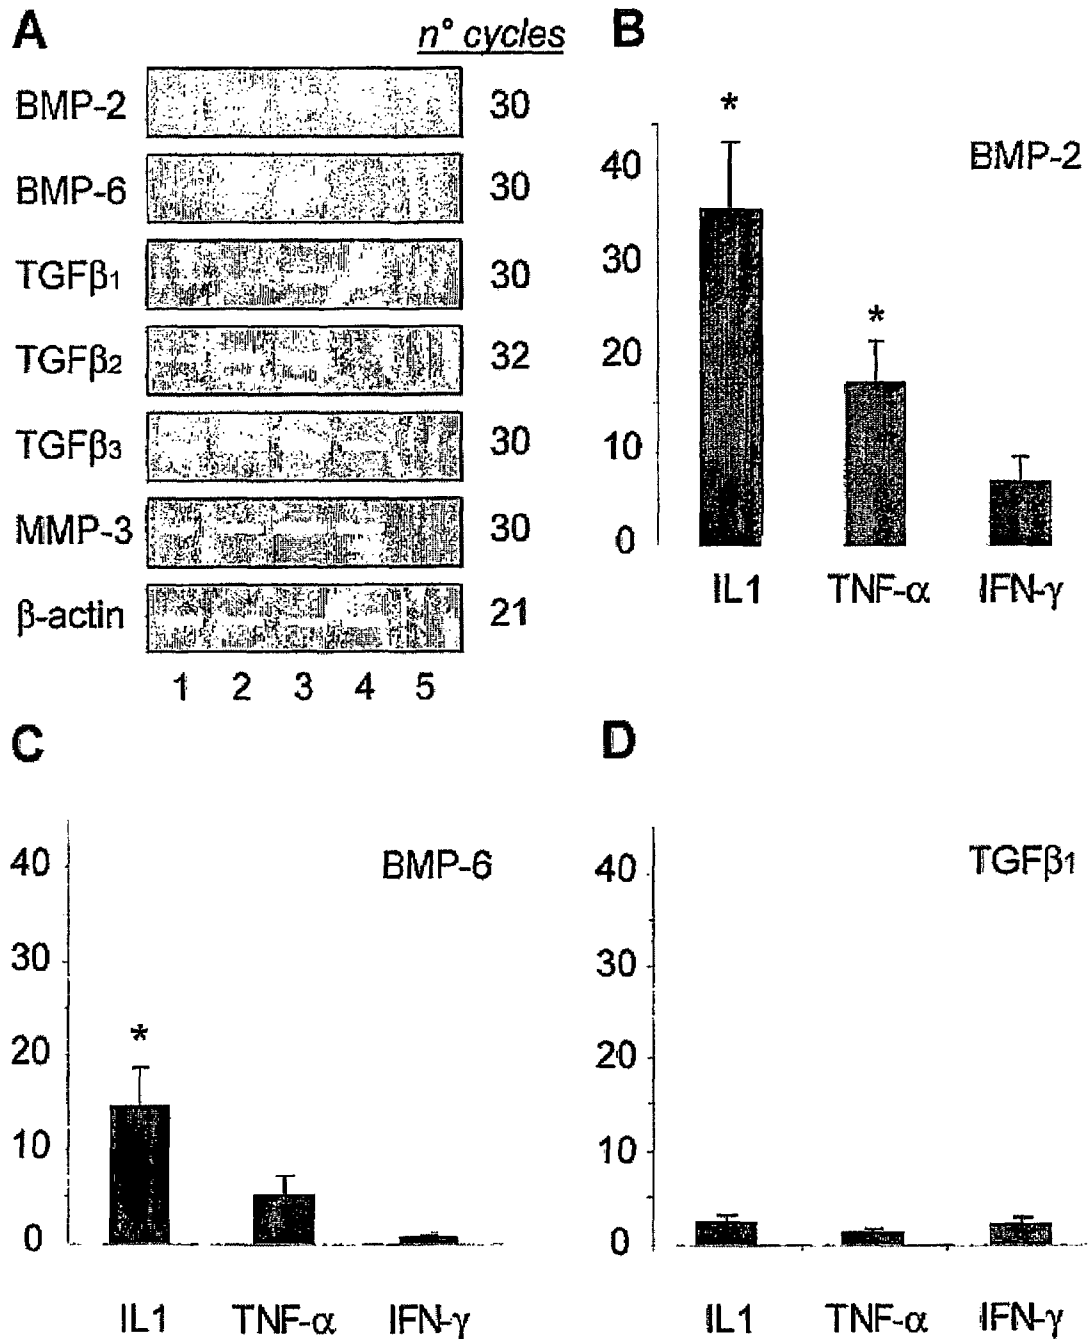 A
n° cycles
BMP-2 30
BMP-6 30
TGFβ1 30
TGFβ2 32
TGFβ3 30
MMP-3 30
β-actin 21
1 2 3 4 5
B
BMP-2
*
*
40
30
20
10
0
IL1 TNF-α IFN-γ
C
BMP-6
*
40
30
20
10
0
IL1 TNF-α IFN-γ
D
TGFβ1
40
30
20
10
0
IL1 TNF-α IFN-γ